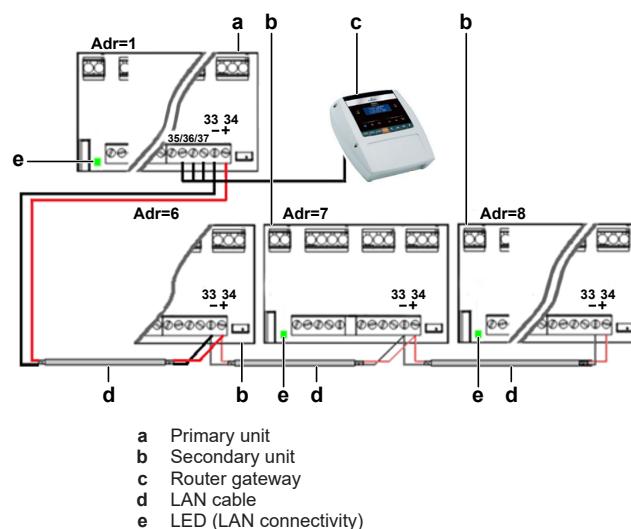 a b c b
Adr=1
33 34
– +
35/36/37
e
Adr=6 Adr=7 Adr=8
33 34 33 34 33 34
–+ –+ –+
d b e d e d
a Primary unit
b Secondary unit
c Router gateway
d LAN cable
e LED (LAN connectivity)